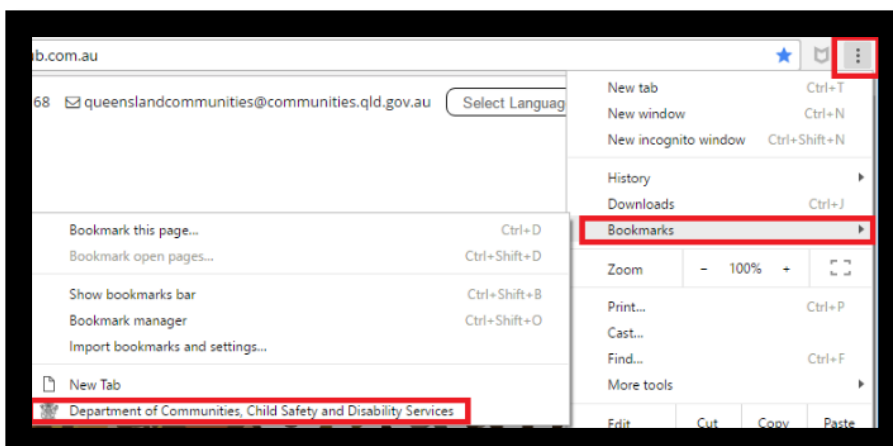 ub.com.au
68 queenslandcommunities@communities.qld.gov.au Select Languag
New tab Ctrl+T
New window Ctrl+N
New incognito window Ctrl+Shift+N
History
Downloads Ctrl+J
Bookmarks
Zoom - 100% +
Print... Ctrl+P
Cast...
Find... Ctrl+F
More tools
Edit Cut Copy Paste
Bookmark this page... Ctrl+D
Bookmark open pages... Ctrl+Shift+D
Show bookmarks bar Ctrl+Shift+B
Bookmark manager Ctrl+Shift+O
Import bookmarks and settings...
New Tab
Department of Communities, Child Safety and Disability Services